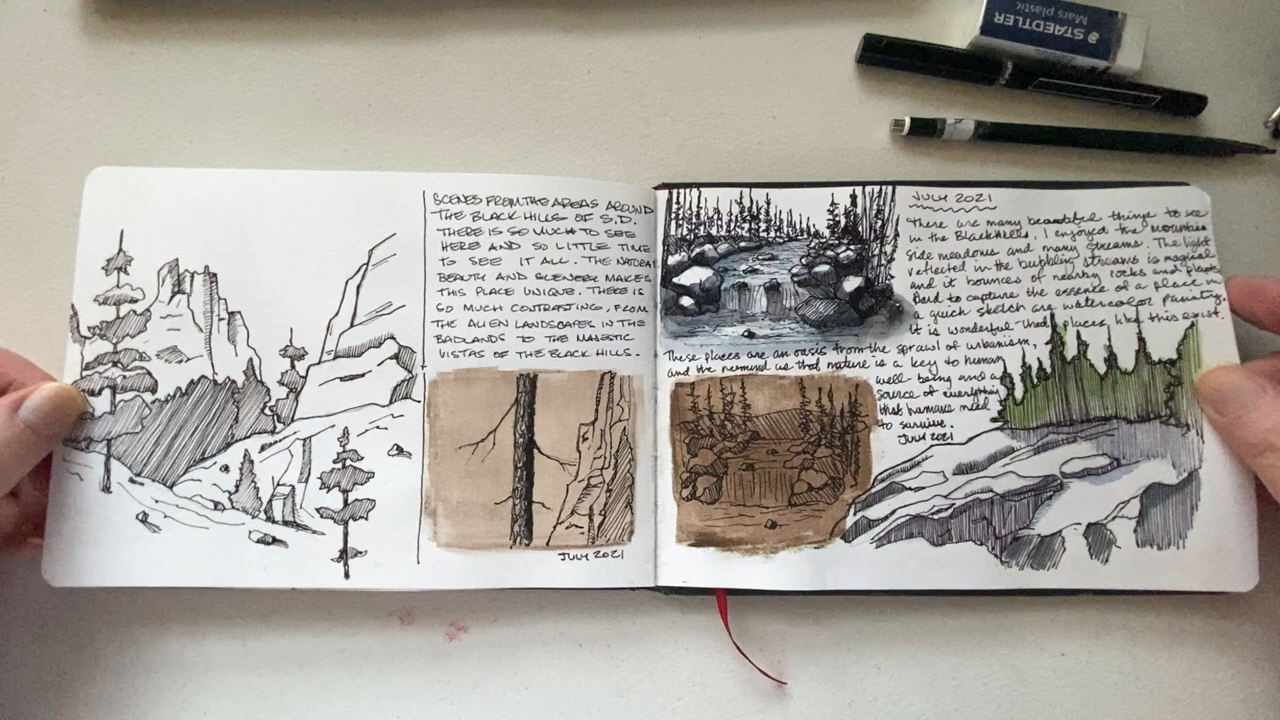 SCENES FROM THE AREAS AROUND
THE BLACK HILLS OF S.D.
THERE IS SO MUCH TO SEE
HERE AND SO LITTLE TIME
TO SEE IT ALL. THE NATURAL
BEAUTY AND SCENERY MAKES
THIS PLACE UNIQUE. THERE IS
SO MUCH CONTRASTING, FROM
THE ALIEN LANDSCAPES IN THE
BADLANDS TO THE MAJESTIC
VISTAS OF THE BLACK HILLS.
JULY 2021
JULY 2021
There are many beautiful things to see
in the Black Hills. I enjoyed the mountain
side meadows and many streams. The light
reflected in the bubbling streams is magical
and it bounces of nearby rocks and plants
Hard to capture the essence of a place in
a quick sketch and watercolor painting.
It is wonderful that places like this exist.
These places are an oasis from the sprawl of urbanism.
and the remind us that nature is a key to human
well being and a
source of everything
that humans need
to survive.
JULY 2021
STAEDTLER
Mars plastic